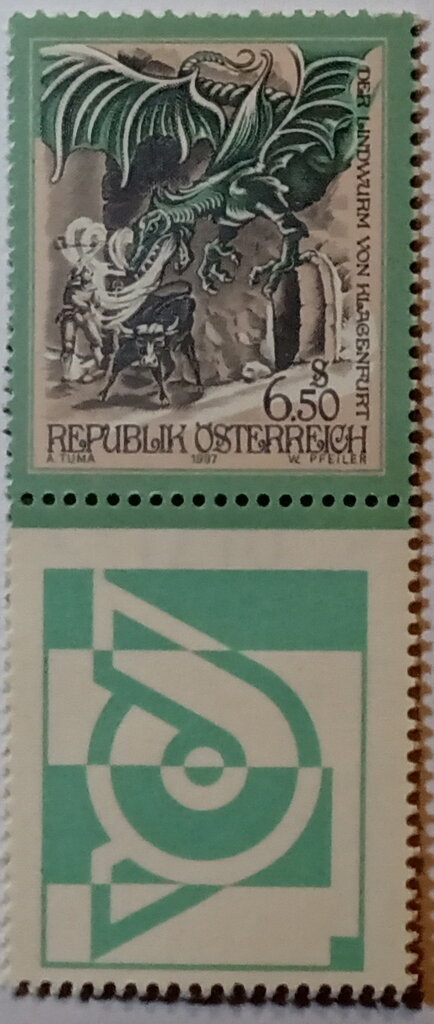 DER LINDWURM VON KLAGENFURT
S
6.50
REPUBLIK ÖSTERREICH
A. TUMA 1997 W. PFEILER